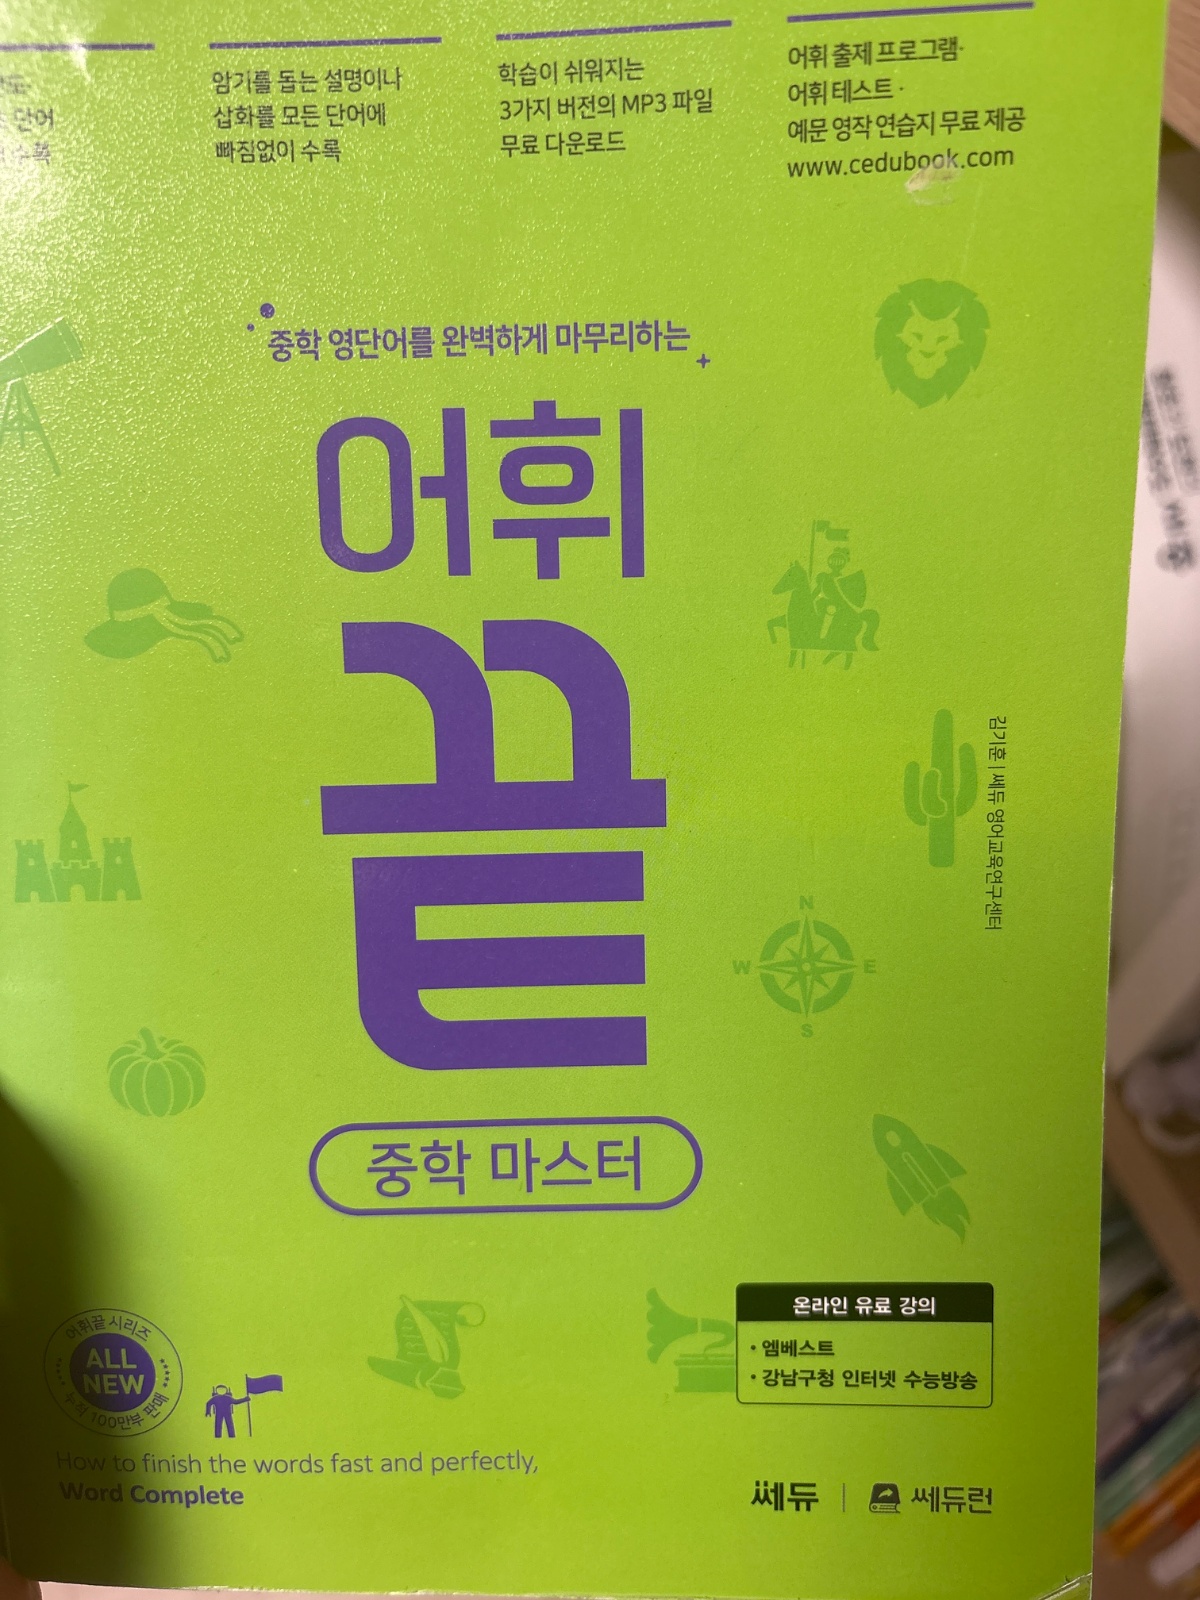 단어
수록
암기를 돕는 설명이나
삽화를 모든 단어에
빠짐없이 수록
학습이 쉬워지는
3가지 버전의 MP3 파일
무료 다운로드
어휘 출제 프로그램·
어휘 테스트·
예문 영작 연습지 무료 제공
www.cedubook.com
중학 영단어를 완벽하게 마무리하는
어휘
끝
중학 마스터
김기훈 | 쎄듀 영어교육연구센터
N
W E
S
온라인 유료 강의
• 엠베스트
• 강남구청 인터넷 수능방송
어휘끝 시리즈
ALL
NEW
누적 100만부 판매
How to finish the words fast and perfectly,
Word Complete
쎄듀 | 쎄듀런